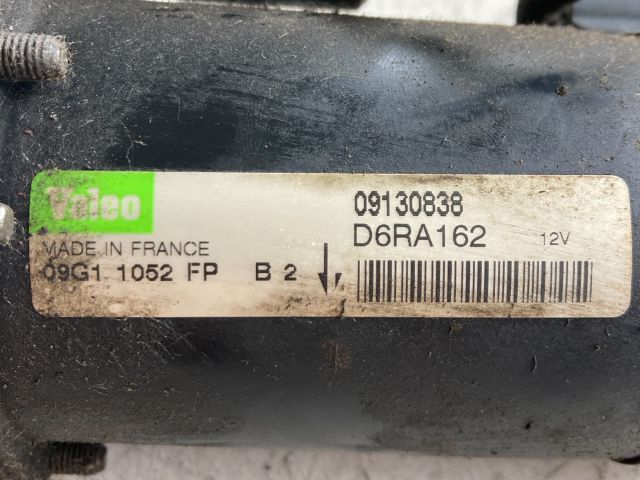 Valeo
MADE IN FRANCE
09G1 1052 FP B 2
09130838
D6RA162 12V